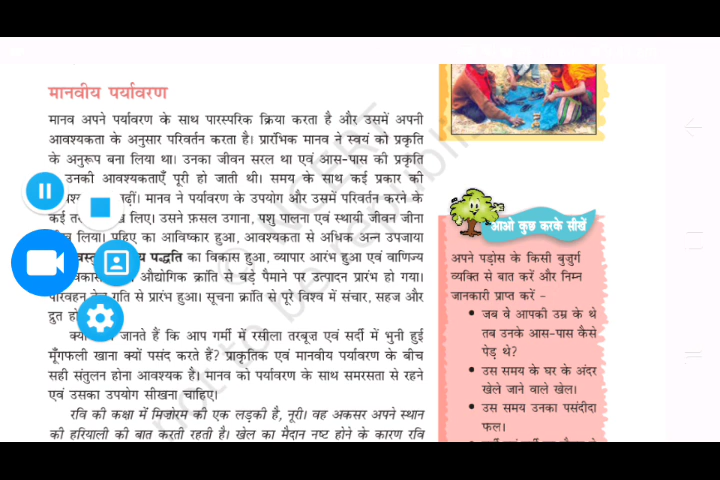 मानवीय पर्यावरण
मानव अपने पर्यावरण के साथ पारस्परिक क्रिया करता है और उसमें अपनी
आवश्यकता के अनुसार परिवर्तन करता है। प्रारंभिक मानव ने स्वयं को प्रकृति
के अनुरूप बना लिया था। उनका जीवन सरल था एवं आस-पास की प्रकृति
उनकी आवश्यकताएँ पूरी हो जाती थी। समय के साथ कई प्रकार की
बढ़ीं। मानव ने पर्यावरण के उपयोग और उसमें परिवर्तन करने के
कई लिए। उसने फ़सल उगाना, पशु पालना एवं स्थायी जीवन जीना
लिया। पहिए का आविष्कार हुआ, आवश्यकता से अधिक अन्न उपजाया
पद्धति का विकास हुआ, व्यापार आरंभ हुआ एवं वाणिज्य
औद्योगिक क्रांति से बड़े पैमाने पर उत्पादन प्रारंभ हो गया।
परिवहन गति से प्रारंभ हुआ। सूचना क्रांति से पूरे विश्व में संचार, सहज और
द्रुत
जानते हैं कि आप गर्मी में रसीला तरबूज़ एवं सर्दी में भुनी हुई
मूँगफली खाना क्यों पसंद करते हैं? प्राकृतिक एवं मानवीय पर्यावरण के बीच
सही संतुलन होना आवश्यक है। मानव को पर्यावरण के साथ समरसता से रहने
एवं उसका उपयोग सीखना चाहिए।
रवि की कक्षा में मिज़ोरम की एक लड़की है, नूरी। वह अकसर अपने स्थान
की हरियाली की बात करती रहती है। खेल का मैदान नष्ट होने के कारण रवि
आओ कुछ करके सीखें
अपने पड़ोस के किसी बुज़ुर्ग
व्यक्ति से बात करें और निम्न
जानकारी प्राप्त करें –
• जब वे आपकी उम्र के थे
तब उनके आस-पास कैसे
पेड़ थे?
• उस समय के घर के अंदर
खेले जाने वाले खेल।
• उस समय उनका पसंदीदा
फल।